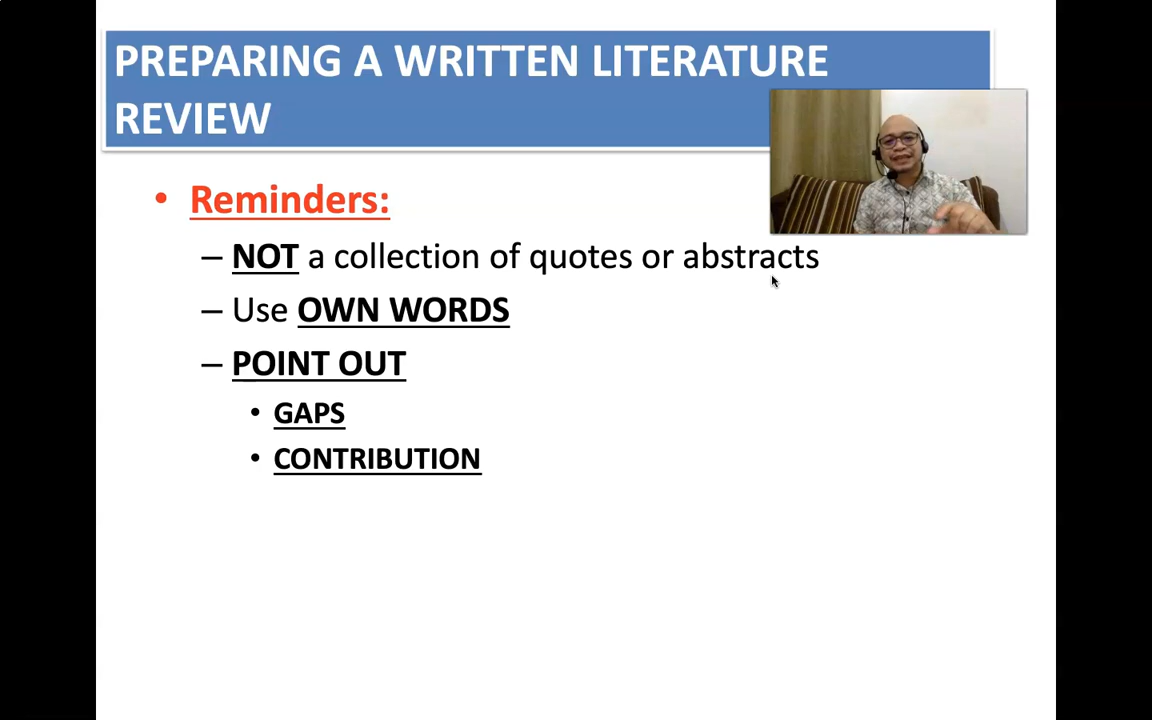 PREPARING A WRITTEN LITERATURE
REVIEW
• Reminders:
– NOT a collection of quotes or abstracts
– Use OWN WORDS
– POINT OUT
• GAPS
• CONTRIBUTION